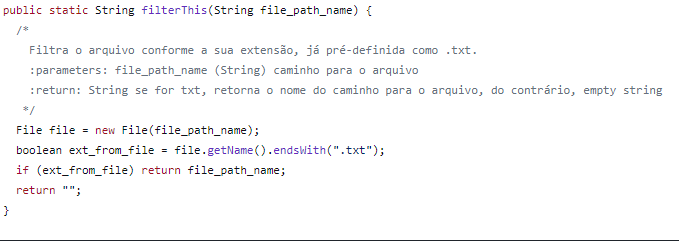 public static String filterThis(String file_path_name) {
/*
Filtra o arquivo conforme a sua extensão, já pré-definida como .txt.
:parameters: file_path_name (String) caminho para o arquivo
:return: String se for txt, retorna o nome do caminho para o arquivo, do contrário, empty string
*/
File file = new File(file_path_name);
boolean ext_from_file = file.getName().endsWith(".txt");
if (ext_from_file) return file_path_name;
return "";
}